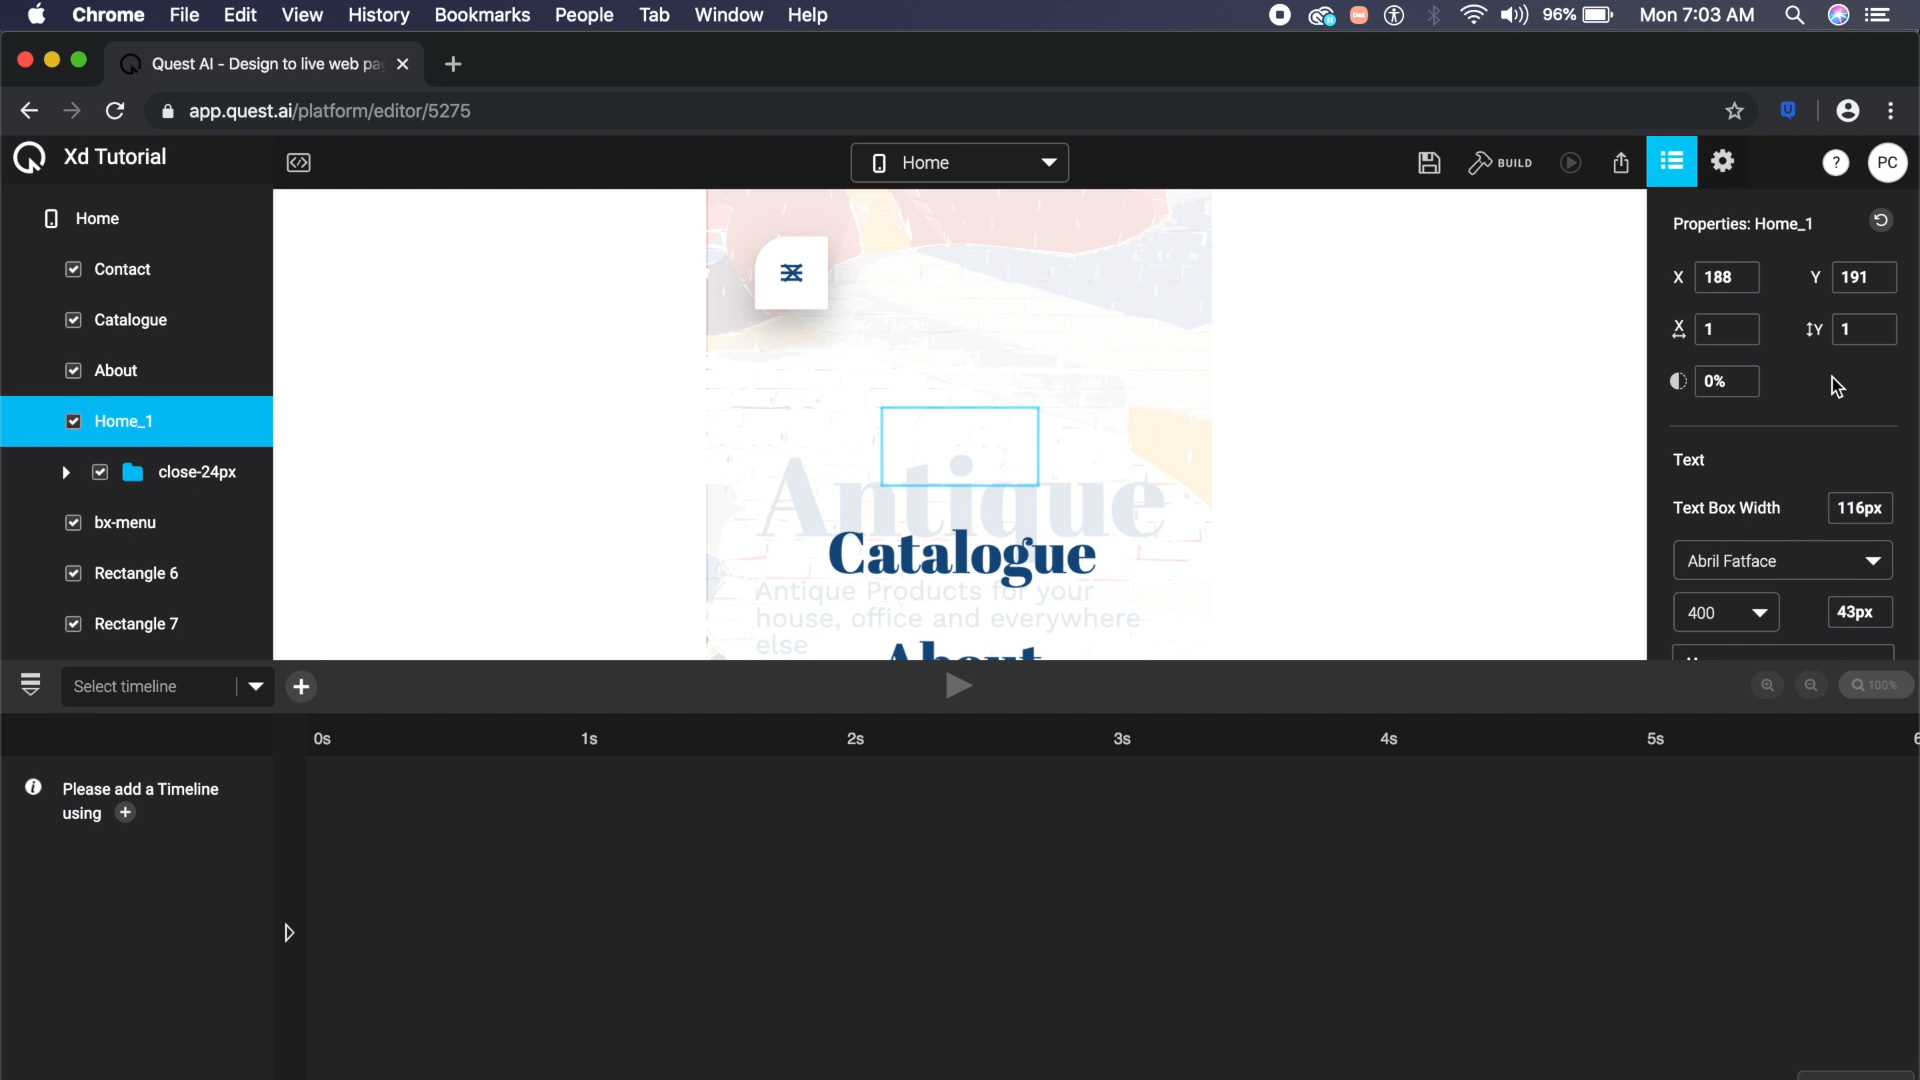 Chrome File Edit View History Bookmarks People Tab Window Help 96% Mon 7:03 AM
Quest AI - Design to live web pa
app.quest.ai/platform/editor/5275
Xd Tutorial
Home
BUILD
?
PC
Home
Contact
Catalogue
About
Home_1
close-24px
bx-menu
Rectangle 6
Rectangle 7
Antique
Catalogue
Antique Products for your
house, office and everywhere
else
About
Properties: Home_1
X 188 Y 191
X 1 Y 1
0%
Text
Text Box Width 116px
Abril Fatface
400 43px
Select timeline
100%
0s 1s 2s 3s 4s 5s 6
Please add a Timeline
using +